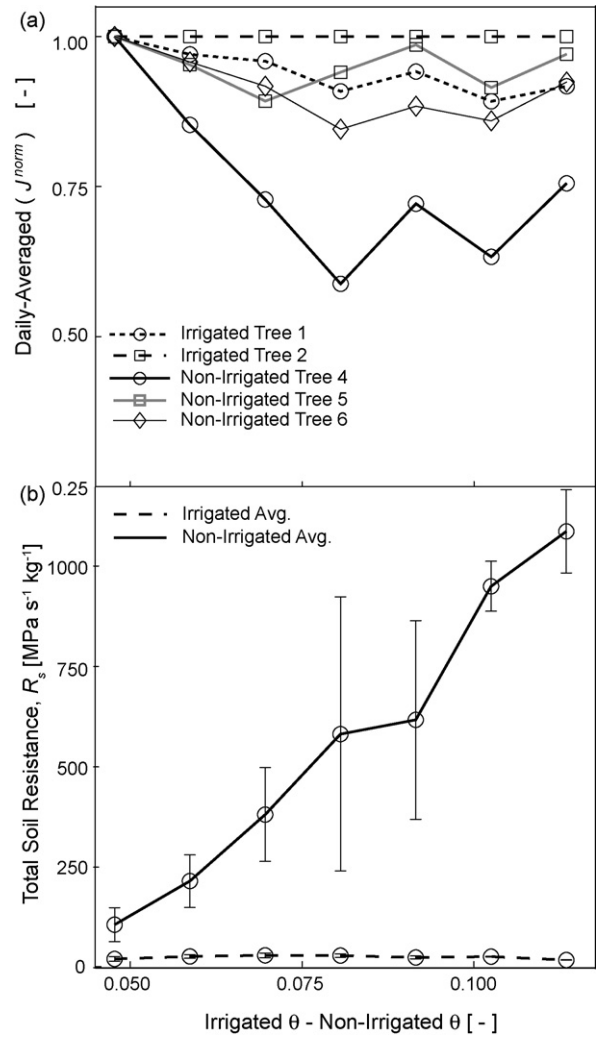 (a)
1.00
0.75
0.50
0.25
Daily-Averaged ( J^norm ) [ - ]
Irrigated Tree 1
Irrigated Tree 2
Non-Irrigated Tree 4
Non-Irrigated Tree 5
Non-Irrigated Tree 6
(b)
Irrigated Avg.
Non-Irrigated Avg.
1000
750
500
250
0
Total Soil Resistance, R_s [MPa s⁻¹ kg⁻¹]
0.050 0.075 0.100
Irrigated θ - Non-Irrigated θ [ - ]